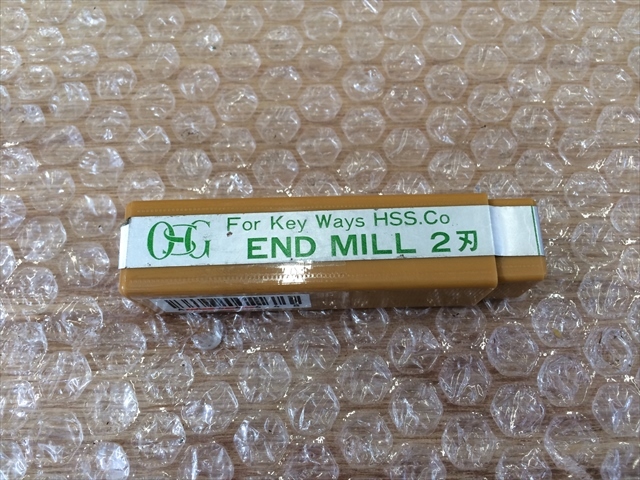 OSG
For Key Ways HSS.Co
END MILL 2刃